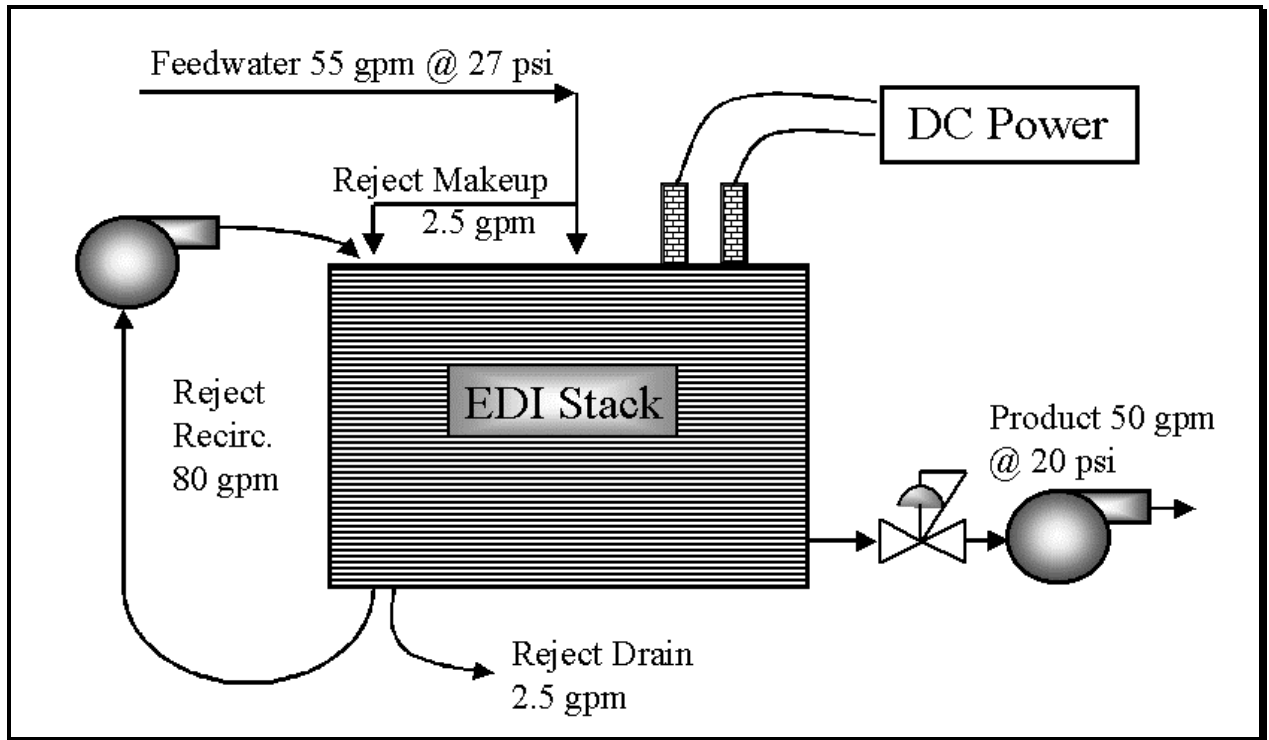 Feedwater 55 gpm @ 27 psi
DC Power
Reject Makeup
2.5 gpm
EDI Stack
Reject
Recirc.
80 gpm
Product 50 gpm
@ 20 psi
Reject Drain
2.5 gpm